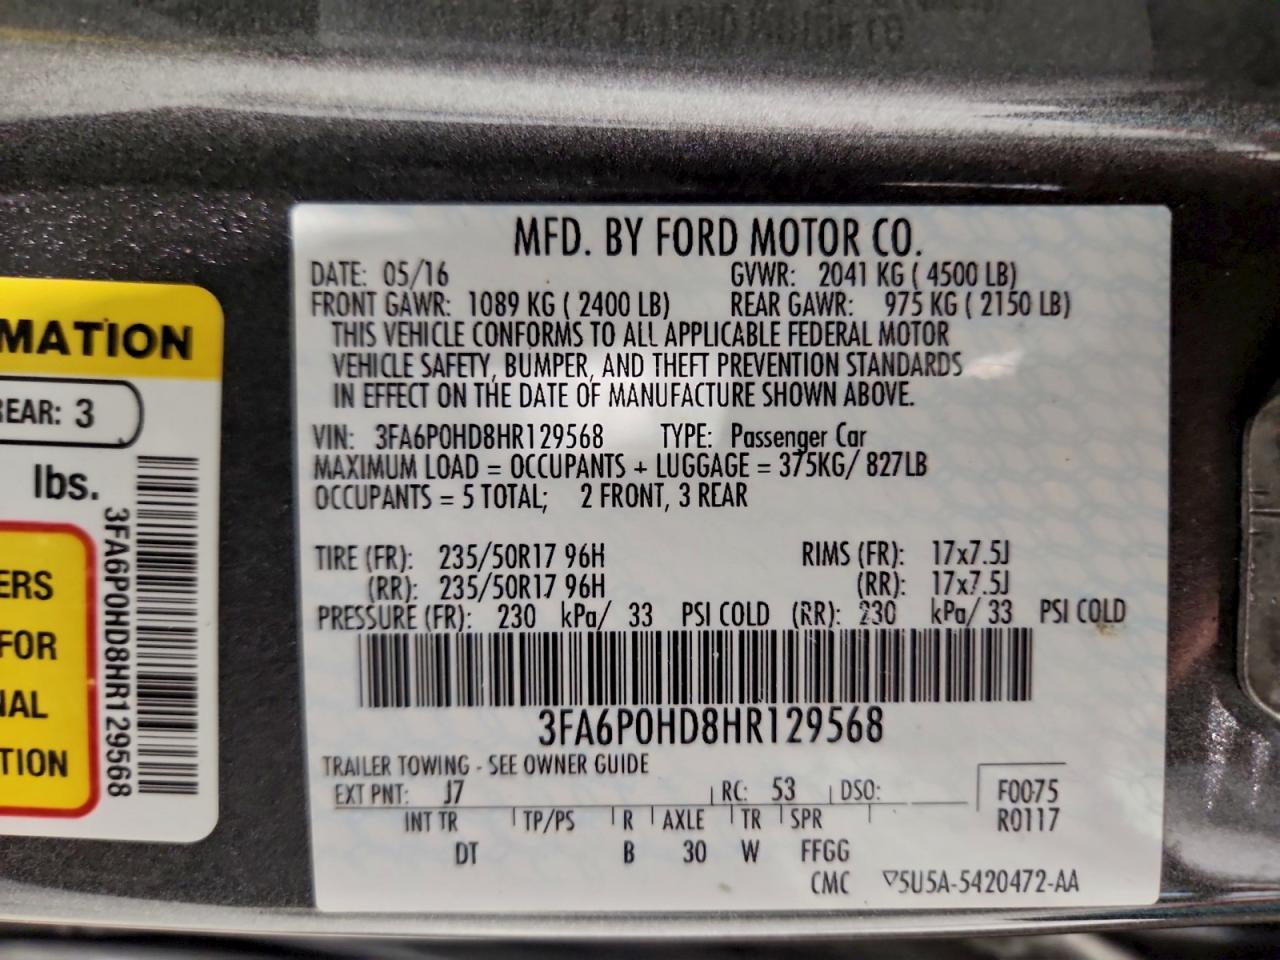 MFD. BY FORD MOTOR CO.
DATE: 05/16 GVWR: 2041 KG ( 4500 LB)
FRONT GAWR: 1089 KG ( 2400 LB) REAR GAWR: 975 KG ( 2150 LB)
THIS VEHICLE CONFORMS TO ALL APPLICABLE FEDERAL MOTOR
VEHICLE SAFETY, BUMPER, AND THEFT PREVENTION STANDARDS
IN EFFECT ON THE DATE OF MANUFACTURE SHOWN ABOVE.
VIN: 3FA6P0HD8HR129568 TYPE: Passenger Car
MAXIMUM LOAD = OCCUPANTS + LUGGAGE = 375KG/ 827LB
OCCUPANTS = 5 TOTAL; 2 FRONT, 3 REAR
TIRE (FR): 235/50R17 96H RIMS (FR): 17x7.5J
(RR): 235/50R17 96H (RR): 17x7.5J
PRESSURE (FR): 230 kPa/ 33 PSI COLD (RR): 230 kPa/ 33 PSI COLD
3FA6P0HD8HR129568
TRAILER TOWING - SEE OWNER GUIDE
EXT PNT: J7 RC: 53 DSO: F0075
INT TR TP/PS R AXLE TR SPR R0117
DT B 30 W FFGG
CMC ▽5U5A-5420472-AA
MATION
REAR: 3
lbs.
3FA6P0HD8HR129568
ERS
FOR
NAL
TION